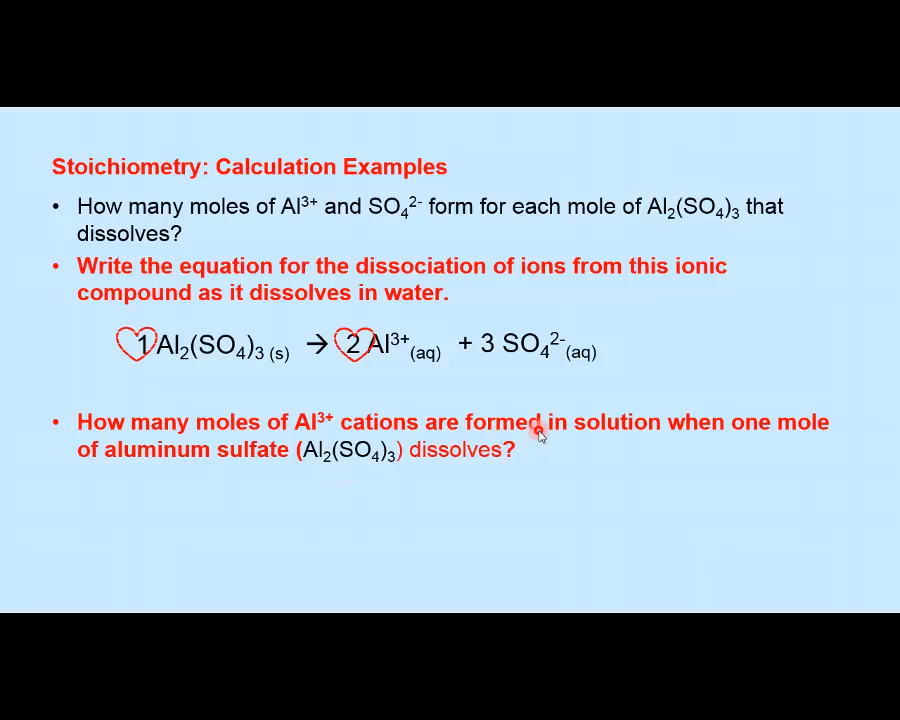 Stoichiometry: Calculation Examples
• How many moles of Al³⁺ and SO₄²⁻ form for each mole of Al₂(SO₄)₃ that
dissolves?
• Write the equation for the dissociation of ions from this ionic
compound as it dissolves in water.
1 Al₂(SO₄)₃ (s) → 2 Al³⁺(aq) + 3 SO₄²⁻(aq)
• How many moles of Al³⁺ cations are formed in solution when one mole
of aluminum sulfate (Al₂(SO₄)₃) dissolves?